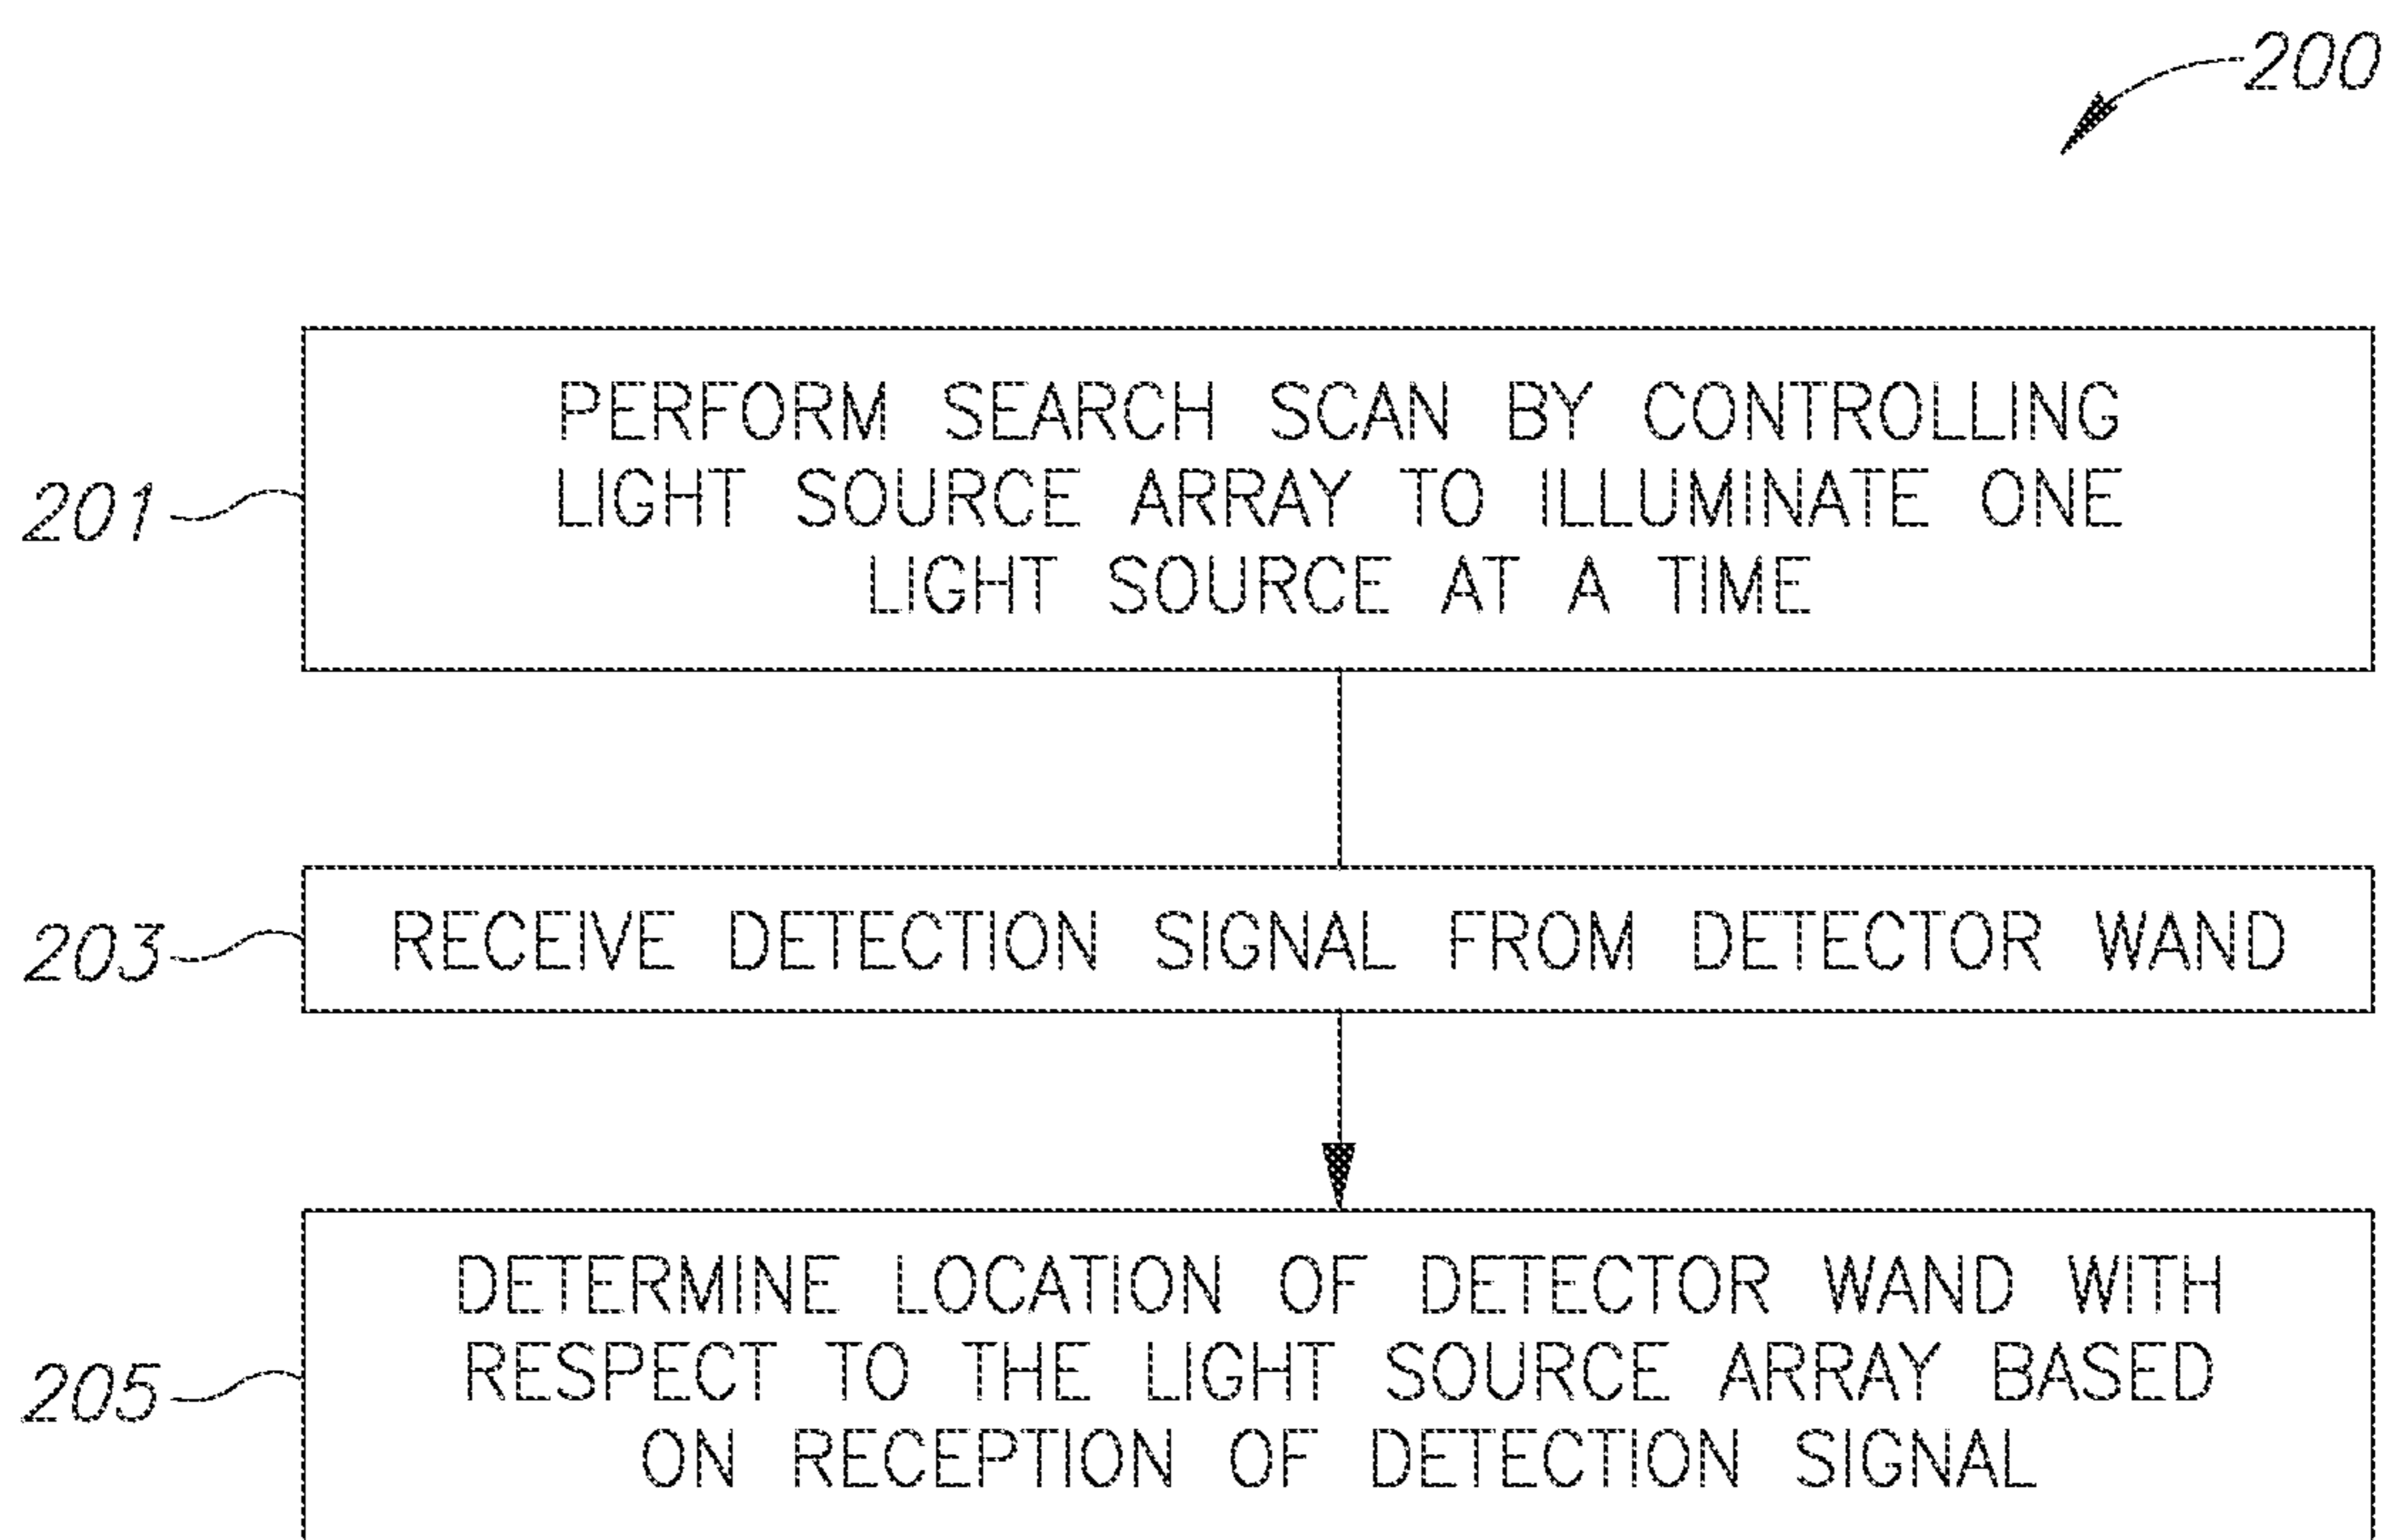 200
PERFORM SEARCH SCAN BY CONTROLLING
LIGHT SOURCE ARRAY TO ILLUMINATE ONE
LIGHT SOURCE AT A TIME
201
RECEIVE DETECTION SIGNAL FROM DETECTOR WAND
203
DETERMINE LOCATION OF DETECTOR WAND WITH
RESPECT TO THE LIGHT SOURCE ARRAY BASED
ON RECEPTION OF DETECTION SIGNAL
205